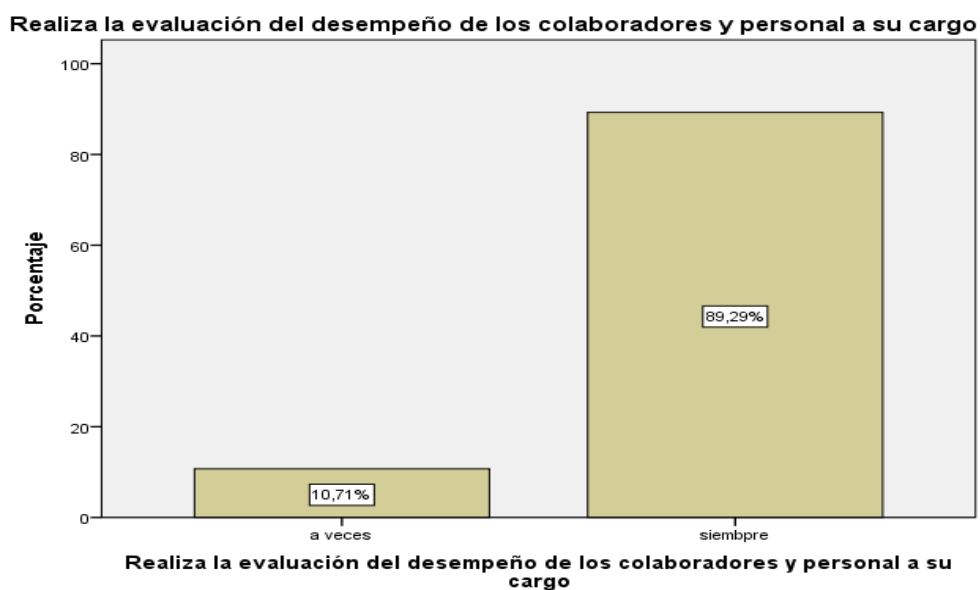 Realiza la evaluación del desempeño de los colaboradores y personal a su cargo
100
80
60
40
20
0
Porcentaje
10,71%
89,29%
a veces
siembpre
Realiza la evaluación del desempeño de los colaboradores y personal a su
cargo